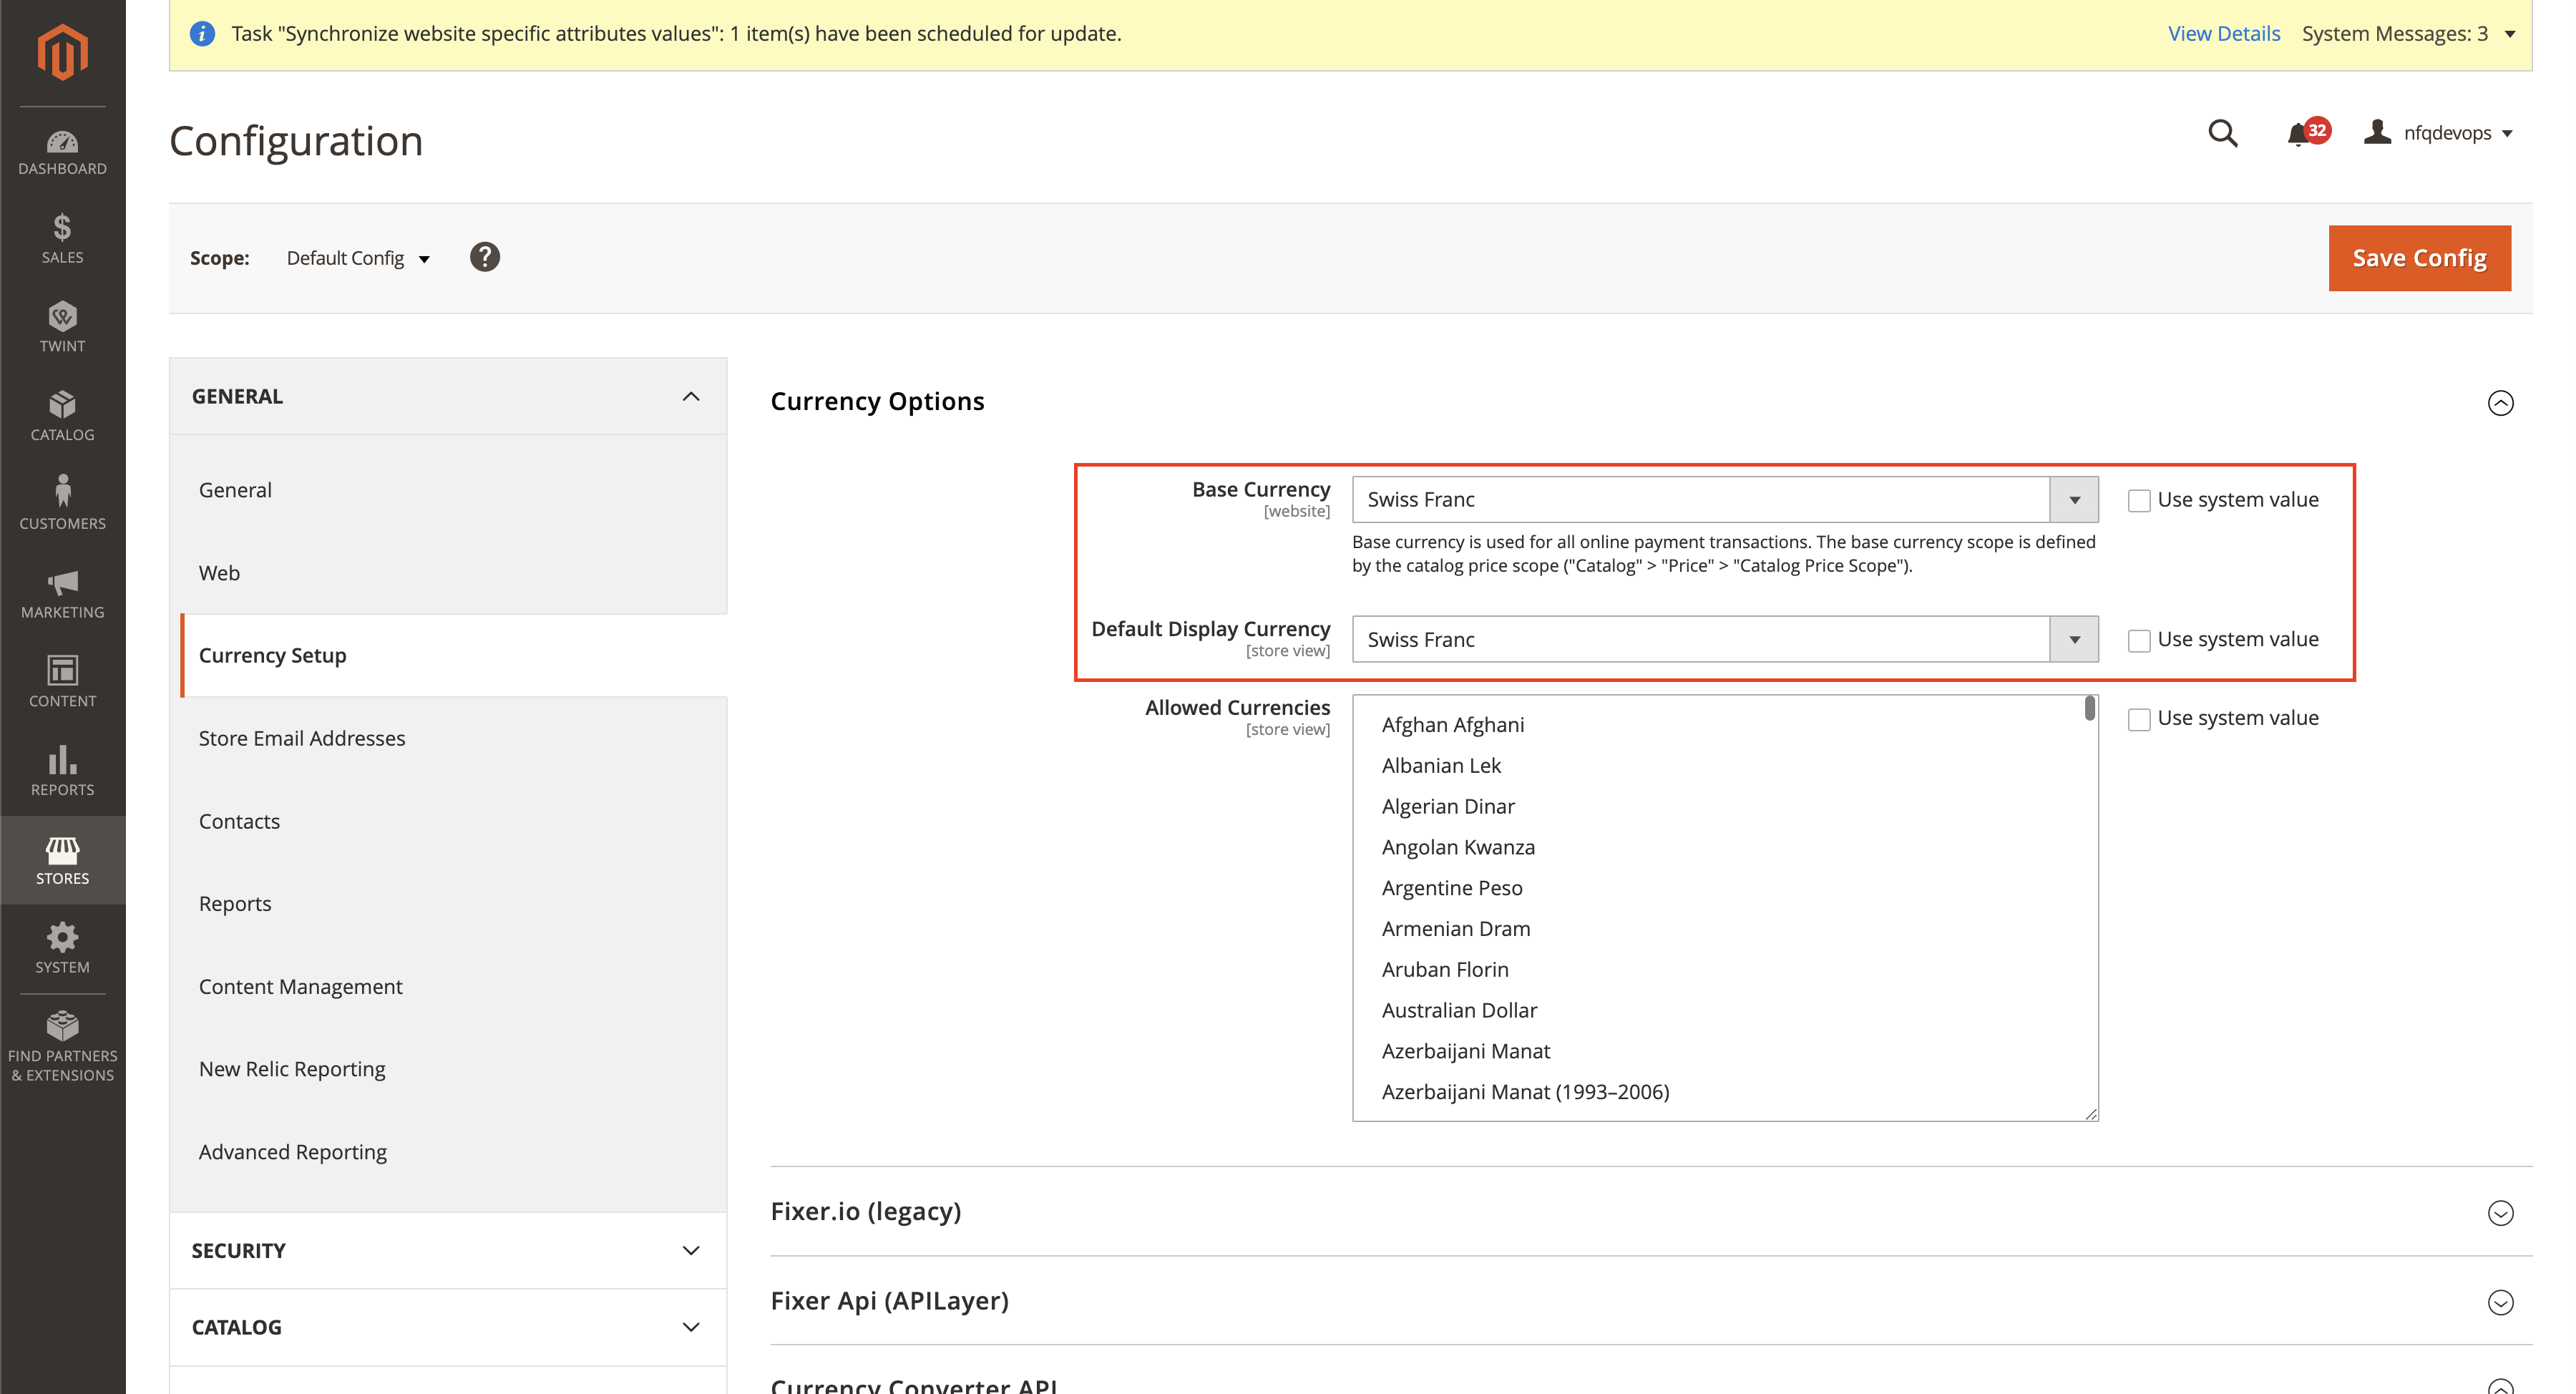 Task "Synchronize website specific attributes values": 1 item(s) have been scheduled for update.
View Details
System Messages: 3
Configuration
32
nfqdevops
Scope:
Default Config
?
Save Config
DASHBOARD
SALES
TWINT
CATALOG
CUSTOMERS
MARKETING
CONTENT
REPORTS
STORES
SYSTEM
FIND PARTNERS
& EXTENSIONS
GENERAL
General
Web
Currency Setup
Store Email Addresses
Contacts
Reports
Content Management
New Relic Reporting
Advanced Reporting
SECURITY
CATALOG
Currency Options
Base Currency
[website]
Swiss Franc
Use system value
Base currency is used for all online payment transactions. The base currency scope is defined
by the catalog price scope ("Catalog" > "Price" > "Catalog Price Scope").
Default Display Currency
[store view]
Swiss Franc
Use system value
Allowed Currencies
[store view]
Afghan Afghani
Albanian Lek
Algerian Dinar
Angolan Kwanza
Argentine Peso
Armenian Dram
Aruban Florin
Australian Dollar
Azerbaijani Manat
Azerbaijani Manat (1993–2006)
Use system value
Fixer.io (legacy)
Fixer Api (APILayer)
Currency Converter API